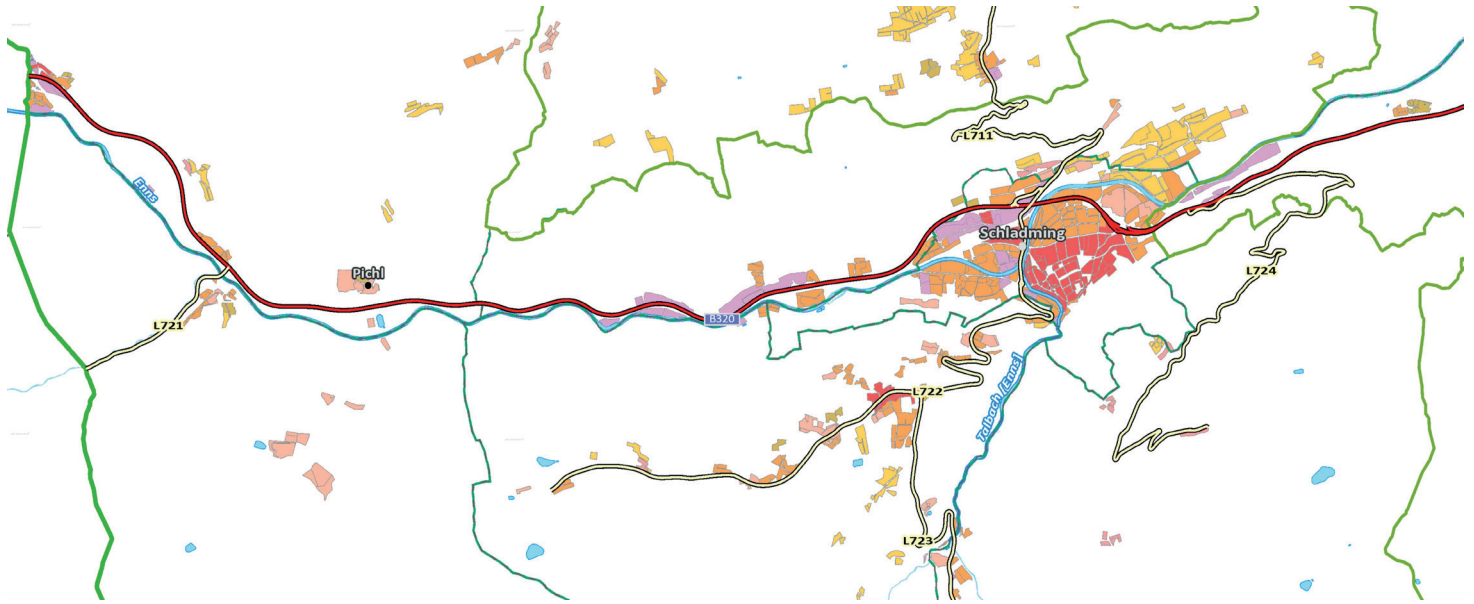 L711
Enns
Schladming
Pichl
L724
B320
L721
Talbach (Enns)
L722
L723